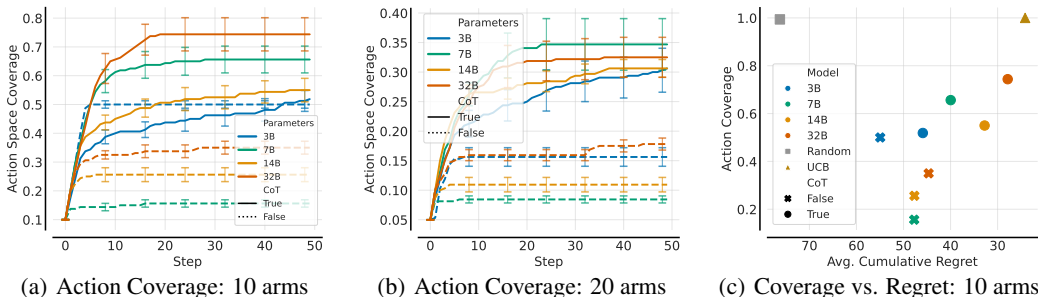 0.8
0.7
0.6
0.5
0.4
0.3
0.2
0.1
Action Space Coverage
Parameters
3B
7B
14B
32B
CoT
True
False
0 10 20 30 40 50
Step
(a) Action Coverage: 10 arms
0.40
0.35
0.30
0.25
0.20
0.15
0.10
0.05
Action Space Coverage
Parameters
3B
7B
14B
32B
CoT
True
False
0 10 20 30 40 50
Step
(b) Action Coverage: 20 arms
1.0
0.8
0.6
0.4
0.2
Action Coverage
Model
3B
7B
14B
32B
Random
UCB
CoT
False
True
70 60 50 40 30
Avg. Cumulative Regret
(c) Coverage vs. Regret: 10 arms